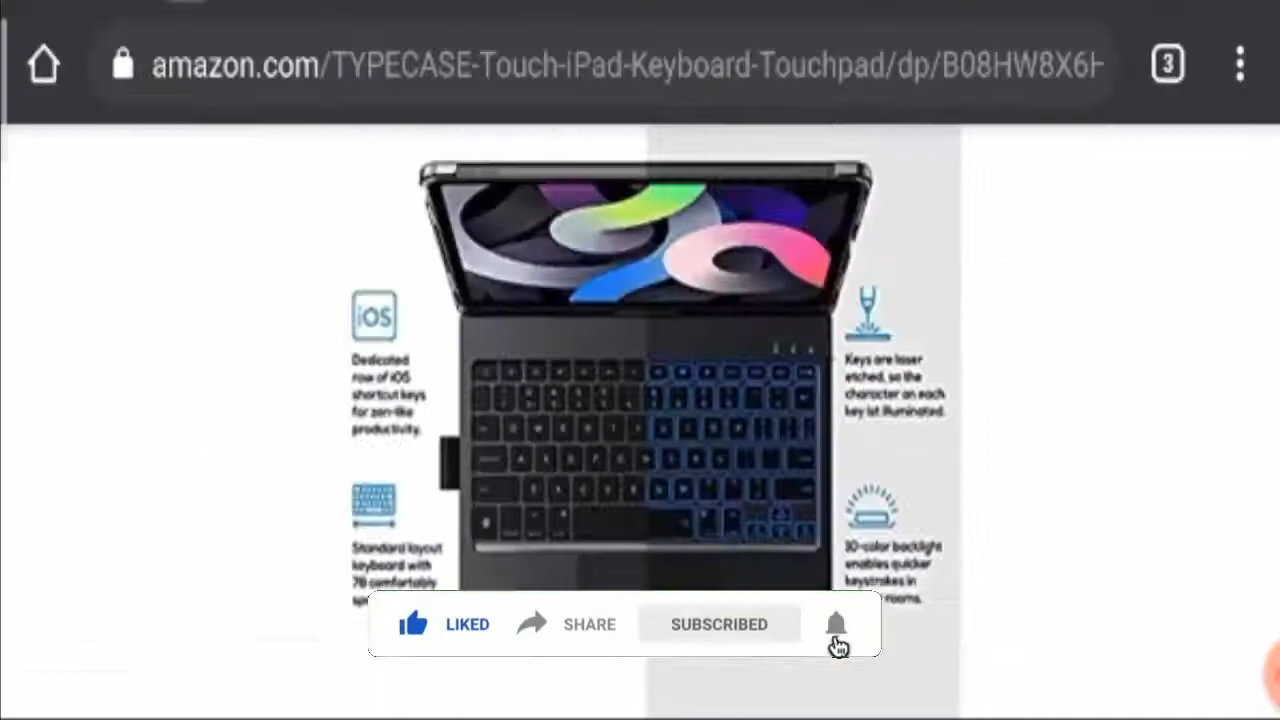 amazon.com/TYPECASE-Touch-iPad-Keyboard-Touchpad/dp/B08HW8X6H
3
iOS
Dedicated
row of iOS
shortcut keys
for zen-like
productivity.
Standard layout
keyboard with
78 comfortably
Keys are laser
etched, so the
character on each
key ist illuminated.
10-color backlight
enables quicker
keystrokes in
rooms.
LIKED
SHARE
SUBSCRIBED